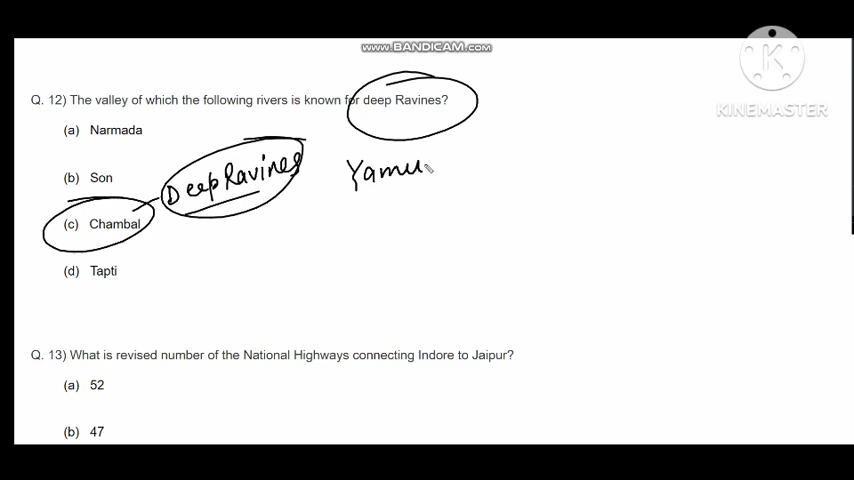 www.BANDICAM.com
K
KINEMASTER
Q. 12) The valley of which the following rivers is known for deep Ravines?
(a) Narmada
(b) Son
Deep Ravines
Yamu
(c) Chambal
(d) Tapti
Q. 13) What is revised number of the National Highways connecting Indore to Jaipur?
(a) 52
(b) 47